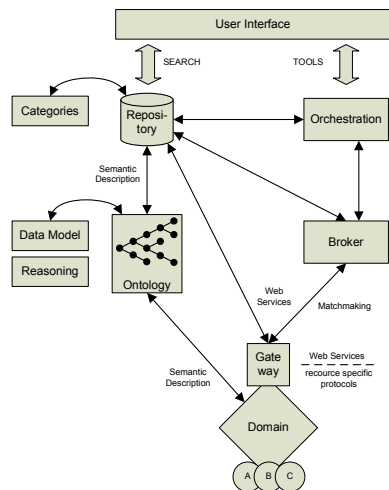 User Interface
SEARCH
TOOLS
Categories
Reposi-
tory
Orchestration
Semantic
Description
Data Model
Reasoning
Ontology
Broker
Web
Services
Matchmaking
Gate
way
Web Services
recource specific
protocols
Semantic
Description
Domain
A
B
C